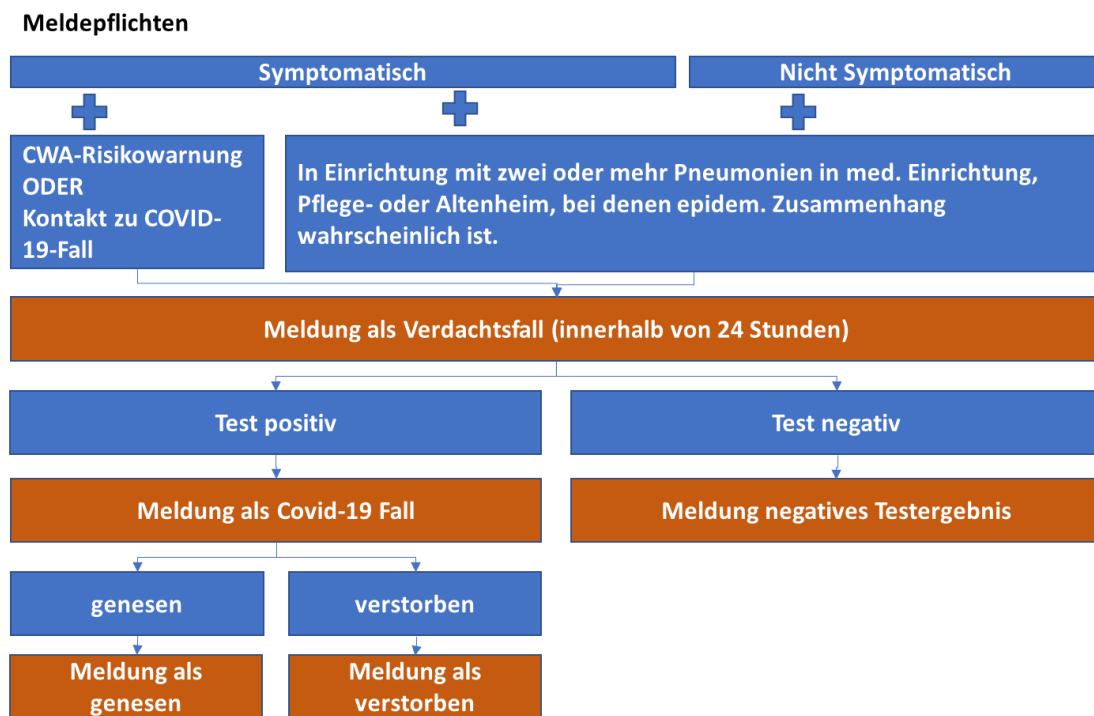 Meldepflichten
Symptomatisch
Nicht Symptomatisch
CWA-Risikowarnung
ODER
Kontakt zu COVID-
19-Fall
In Einrichtung mit zwei oder mehr Pneumonien in med. Einrichtung,
Pflege- oder Altenheim, bei denen epidem. Zusammenhang
wahrscheinlich ist.
Meldung als Verdachtsfall (innerhalb von 24 Stunden)
Test positiv
Test negativ
Meldung als Covid-19 Fall
Meldung negatives Testergebnis
genesen
verstorben
Meldung als
genesen
Meldung als
verstorben